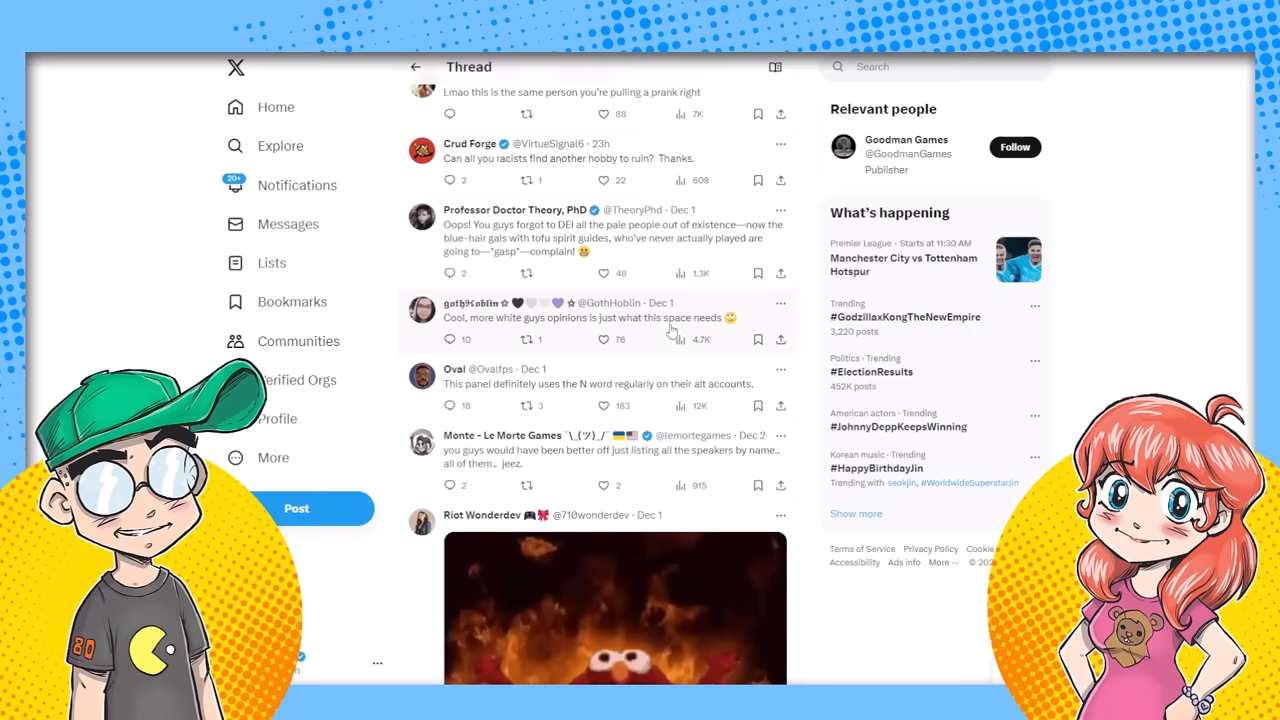 Home
Explore
20+
Notifications
Messages
Lists
Bookmarks
Communities
Verified Orgs
Profile
More
Post
Thread
Lmao this is the same person you're pulling a prank right
88 7K
Crud Forge @VirtueSignal6 · 23h
Can all you racists find another hobby to ruin? Thanks.
2 1 22 608
Professor Doctor Theory, PhD @TheoryPhd · Dec 1
Oops! You guys forgot to DEI all the pale people out of existence—now the
blue-hair gals with tofu spirit guides, who've never actually played are
going to—"gasp"—complain! 😬
2 48 1.3K
𝖌𝖔𝖙𝖍𝕳𝖔𝖇𝖑𝖎𝖓☆ 🖤🩶🤍💜 ☆ @GothHoblin · Dec 1
Cool, more white guys opinions is just what this space needs 🙄
10 1 76 4.7K
Oval @Ovalfps · Dec 1
This panel definitely uses the N word regularly on their alt accounts.
18 3 183 12K
Monte - Le Morte Games ¯\_(ツ)_/¯ 🇺🇦🇺🇸 @lemortegames · Dec 2
you guys would have been better off just listing all the speakers by name..
all of them.. jeez.
2 2 915
Riot Wonderdev 🎮🎀 @710wonderdev · Dec 1
Search
Relevant people
Goodman Games
@GoodmanGames
Publisher
Follow
What's happening
Premier League · Starts at 11:30 AM
Manchester City vs Tottenham
Hotspur
Trending
#GodzillaxKongTheNewEmpire
3,220 posts
Politics · Trending
#ElectionResults
452K posts
American actors · Trending
#JohnnyDeppKeepsWinning
Korean music · Trending
#HappyBirthdayJin
Trending with seokjin, #WorldwideSuperstarJin
Show more
Terms of Service Privacy Policy Cookie
Accessibility Ads info More ··· ©
80